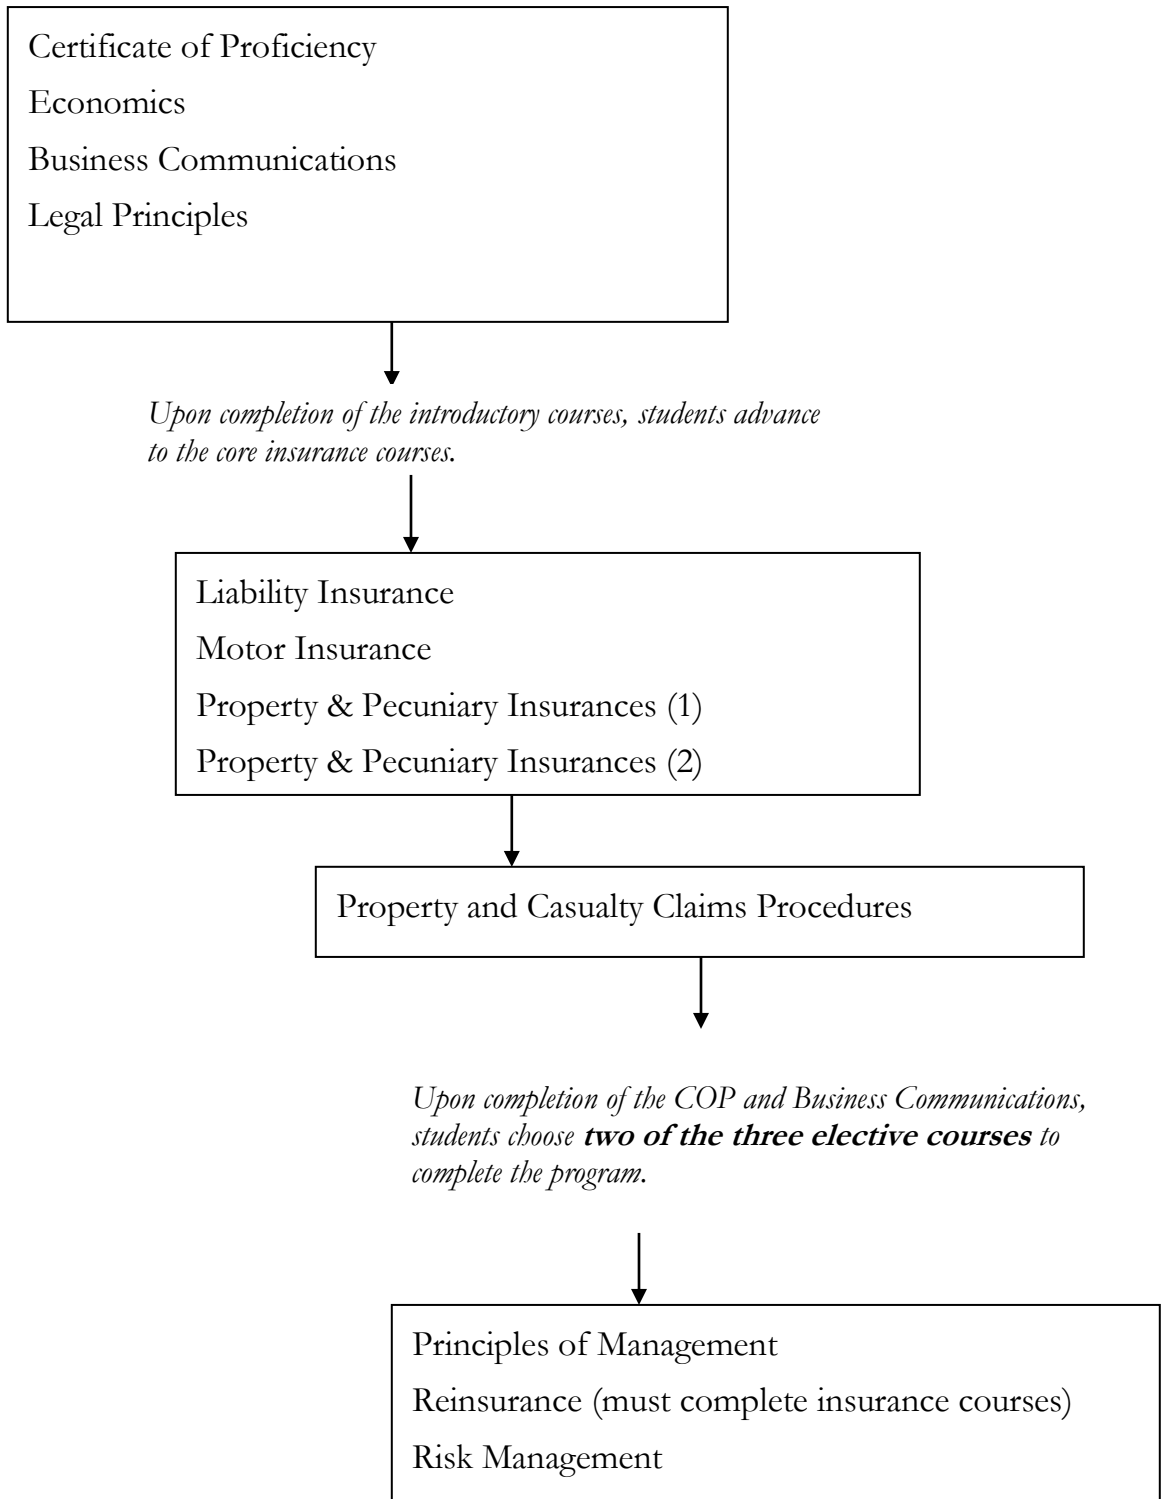 Certificate of Proficiency
Economics
Business Communications
Legal Principles
Upon completion of the introductory courses, students advance
to the core insurance courses.
Liability Insurance
Motor Insurance
Property & Pecuniary Insurances (1)
Property & Pecuniary Insurances (2)
Property and Casualty Claims Procedures
Upon completion of the COP and Business Communications,
students choose two of the three elective courses to
complete the program.
Principles of Management
Reinsurance (must complete insurance courses)
Risk Management